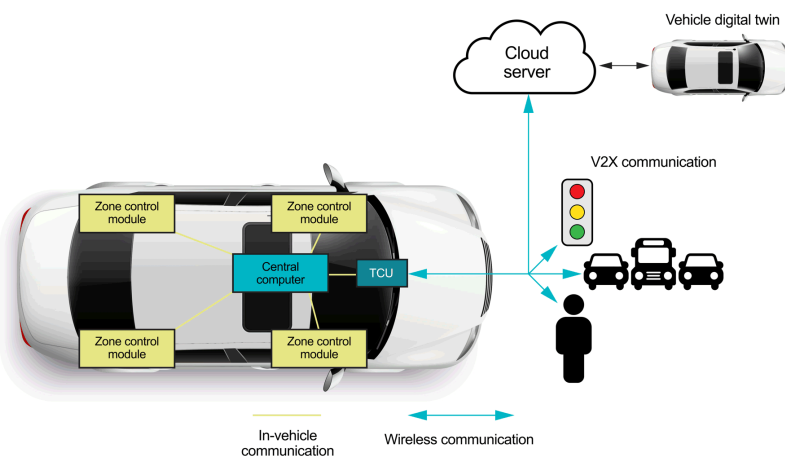 Vehicle digital twin
Cloud
server
V2X communication
Zone control
module
Zone control
module
Central
computer
TCU
Zone control
module
Zone control
module
In-vehicle
communication
Wireless communication